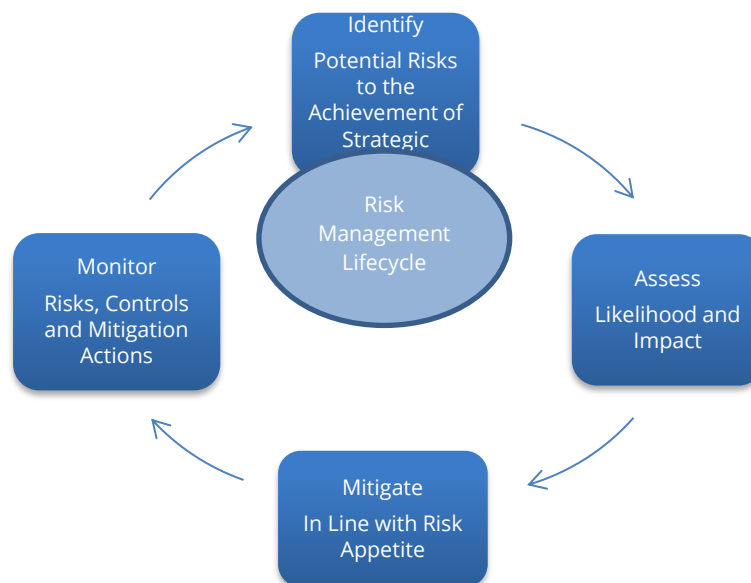 Identify
Potential Risks
to the
Achievement of
Strategic
Risk
Management
Lifecycle
Assess
Likelihood and
Impact
Mitigate
In Line with Risk
Appetite
Monitor
Risks, Controls
and Mitigation
Actions